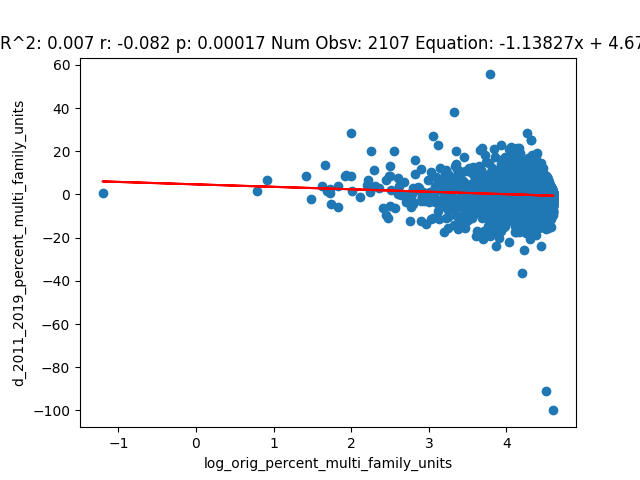 R^2: 0.007 r: -0.082 p: 0.00017 Num Obsv: 2107 Equation: -1.13827x + 4.67
60
40
20
0
−20
−40
−60
−80
−100
d_2011_2019_percent_multi_family_units
−1 0 1 2 3 4
log_orig_percent_multi_family_units